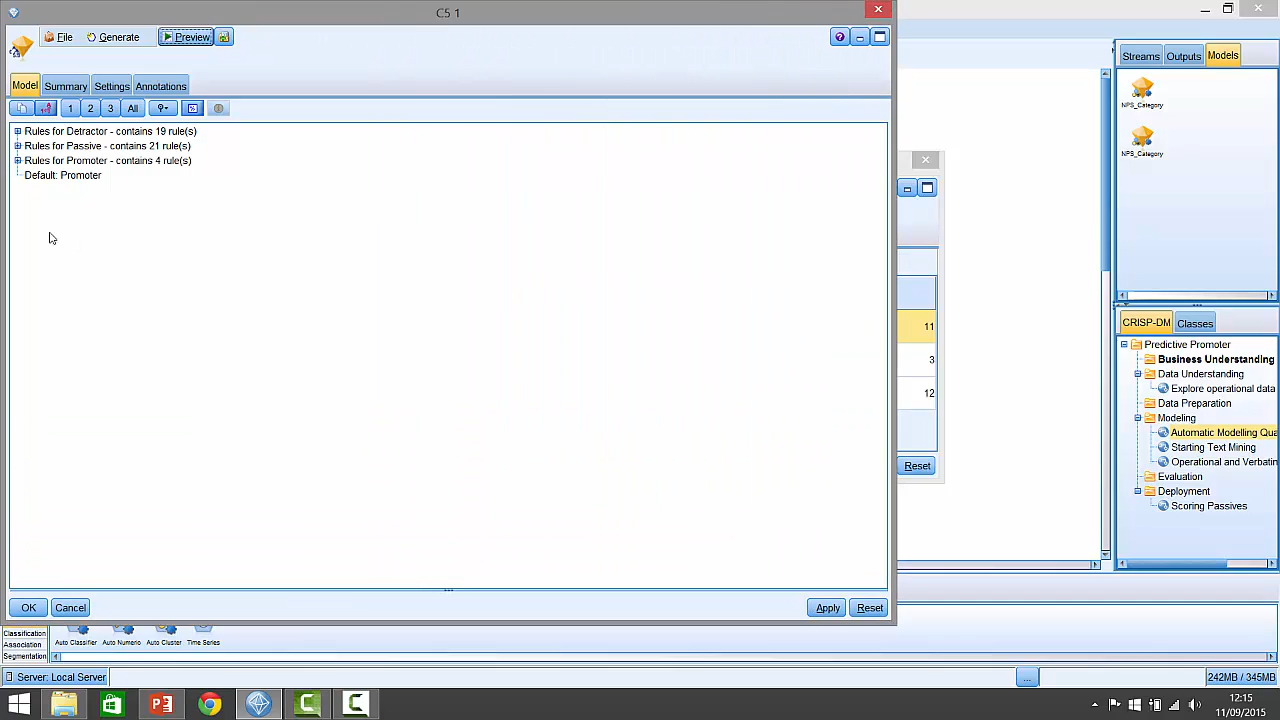 C5 1
File
Generate
Preview
Model
Summary
Settings
Annotations
1
2
3
All
Rules for Detractor - contains 19 rule(s)
Rules for Passive - contains 21 rule(s)
Rules for Promoter - contains 4 rule(s)
Default: Promoter
OK
Cancel
Apply
Reset
11
3
12
Reset
Streams
Outputs
Models
NPS_Category
NPS_Category
CRISP-DM
Classes
Predictive Promoter
Business Understanding
Data Understanding
Explore operational data
Data Preparation
Modeling
Automatic Modelling Qua
Starting Text Mining
Operational and Verbatin
Evaluation
Deployment
Scoring Passives
Classification
Association
Segmentation
Auto Classifier
Auto Numeric
Auto Cluster
Time Series
Server: Local Server
...
242MB / 345MB
12:15
11/09/2015